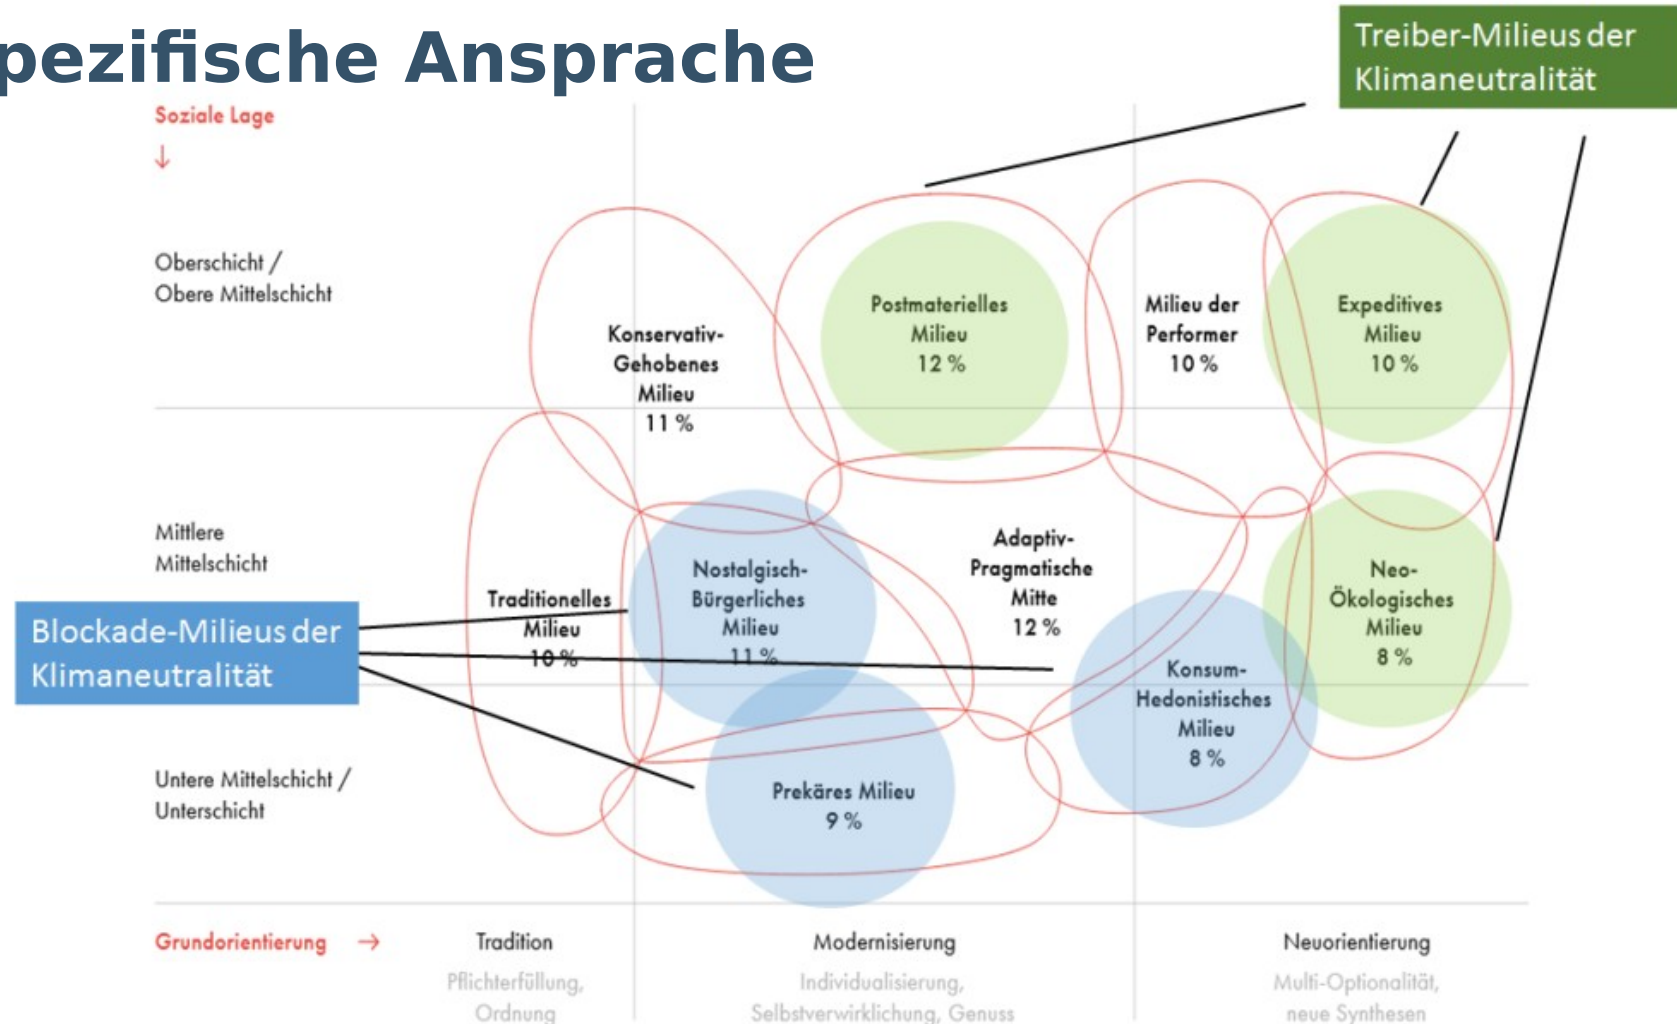 pezifische Ansprache
Treiber-Milieus der
Klimaneutralität
Soziale Lage
↓
Oberschicht /
Obere Mittelschicht
Konservativ-
Gehobenes
Milieu
11 %
Postmaterielles
Milieu
12 %
Milieu der
Performer
10 %
Expeditives
Milieu
10 %
Mittlere
Mittelschicht
Blockade-Milieus der
Klimaneutralität
Traditionelles
Milieu
10 %
Nostalgisch-
Bürgerliches
Milieu
11 %
Adaptiv-
Pragmatische
Mitte
12 %
Neo-
Ökologisches
Milieu
8 %
Konsum-
Hedonistisches
Milieu
8 %
Untere Mittelschicht /
Unterschicht
Prekäres Milieu
9 %
Grundorientierung →
Tradition
Pflichterfüllung,
Ordnung
Modernisierung
Individualisierung,
Selbstverwirklichung, Genuss
Neuorientierung
Multi-Optionalität,
neue Synthesen